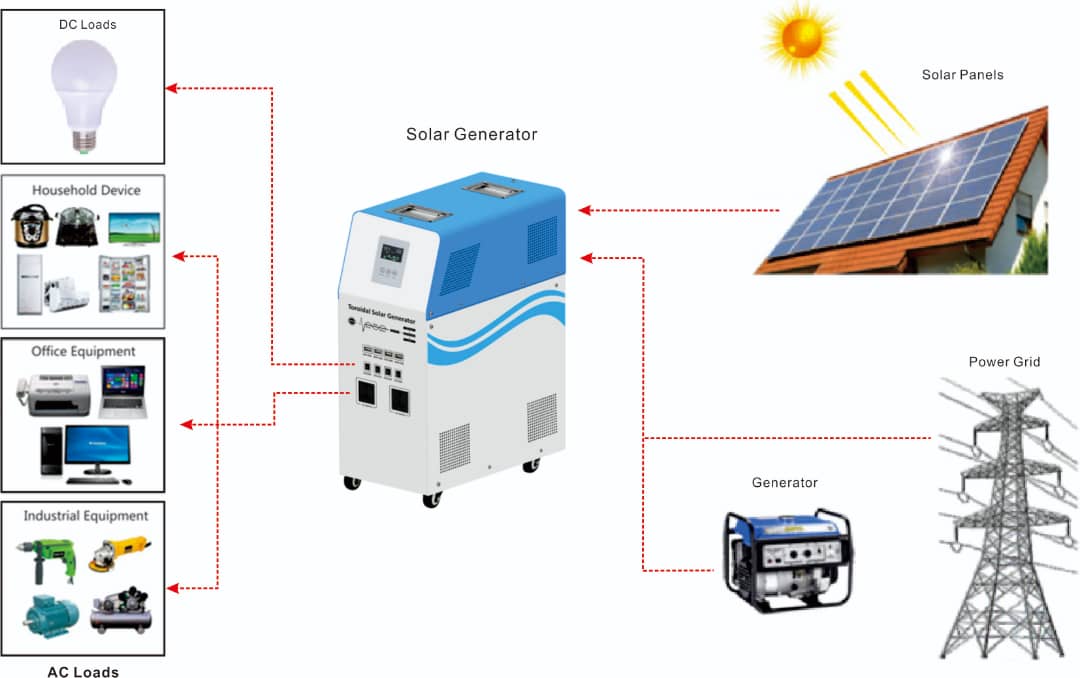 DC Loads
Household Device
Office Equipment
Industrial Equipment
AC Loads
Solar Generator
Toroidal Solar Generator
Solar Panels
Power Grid
Generator